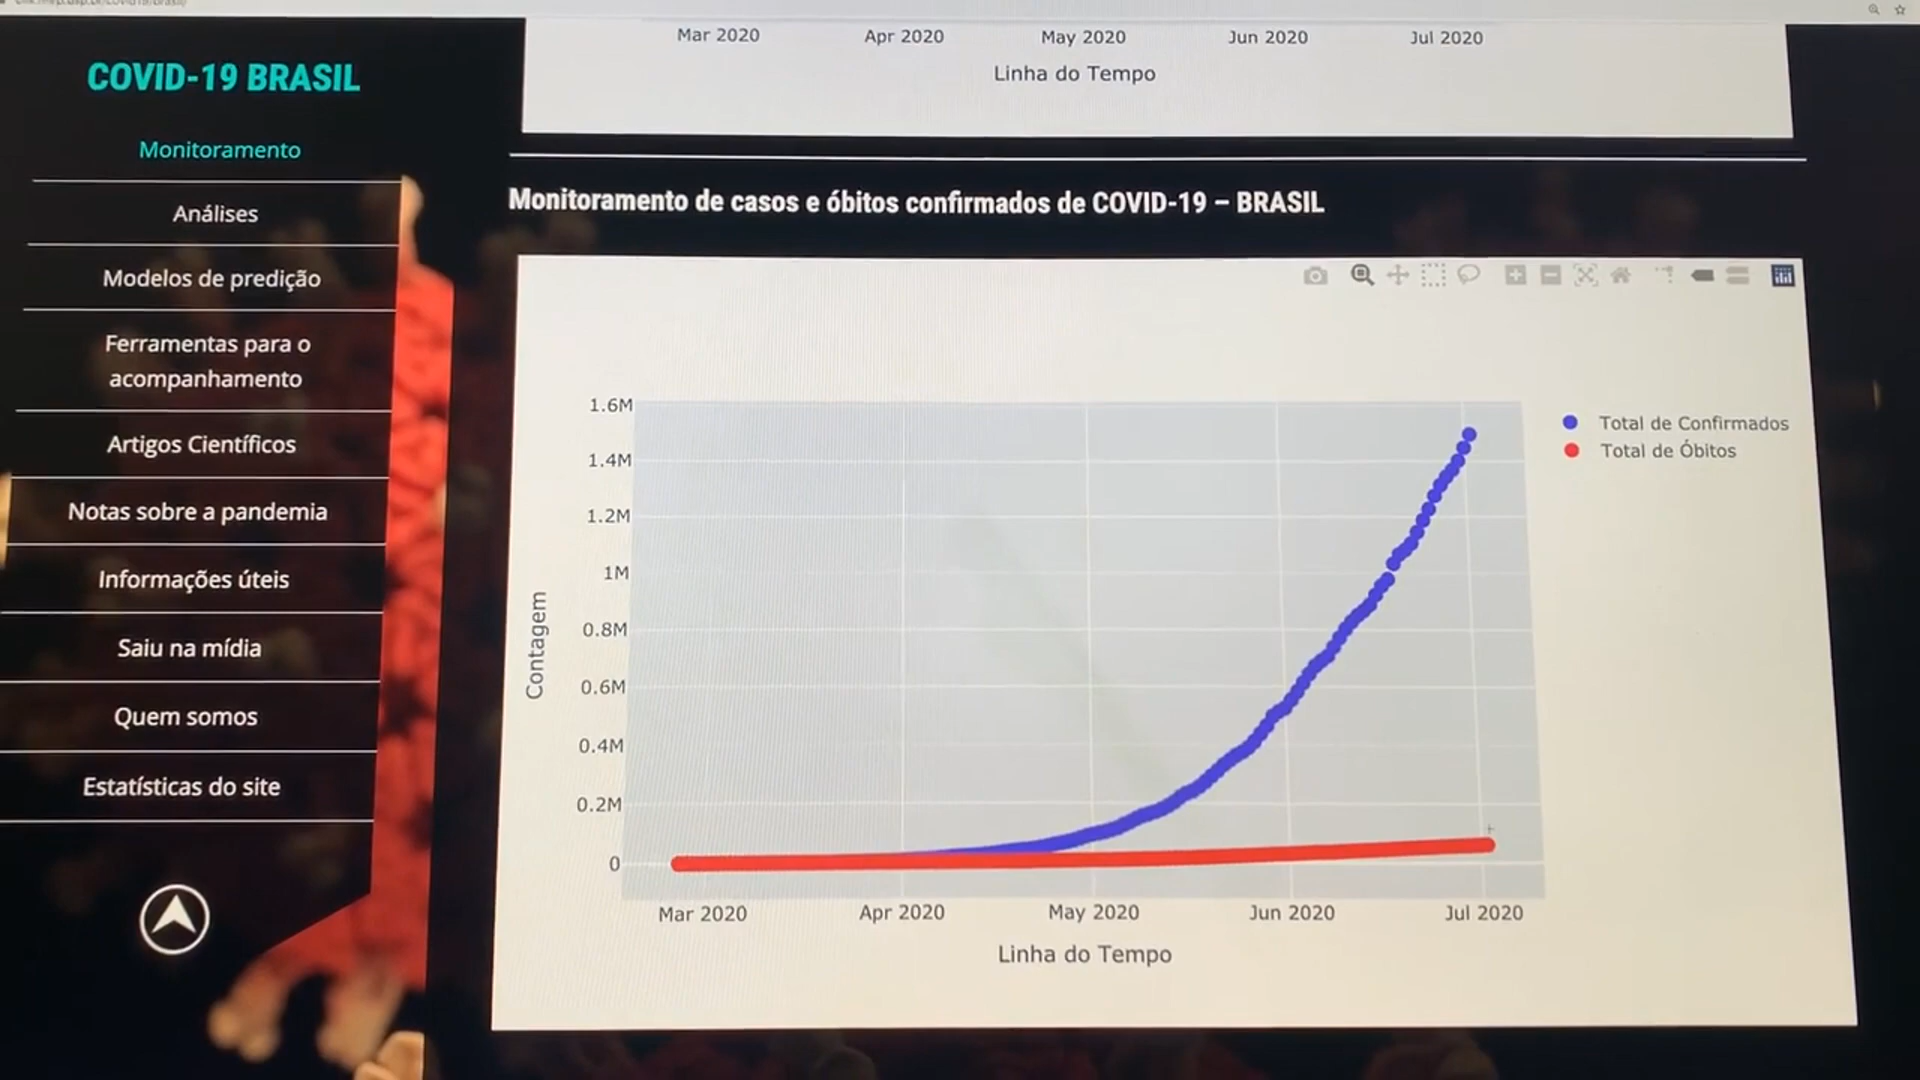 COVID-19 BRASIL
Monitoramento
Análises
Modelos de predição
Ferramentas para o
acompanhamento
Artigos Científicos
Notas sobre a pandemia
Informações úteis
Saiu na mídia
Quem somos
Estatísticas do site
Mar 2020 Apr 2020 May 2020 Jun 2020 Jul 2020
Linha do Tempo
Monitoramento de casos e óbitos confirmados de COVID-19 – BRASIL
1.6M
1.4M
1.2M
1M
0.8M
0.6M
0.4M
0.2M
0
Contagem
Mar 2020 Apr 2020 May 2020 Jun 2020 Jul 2020
Linha do Tempo
Total de Confirmados
Total de Óbitos